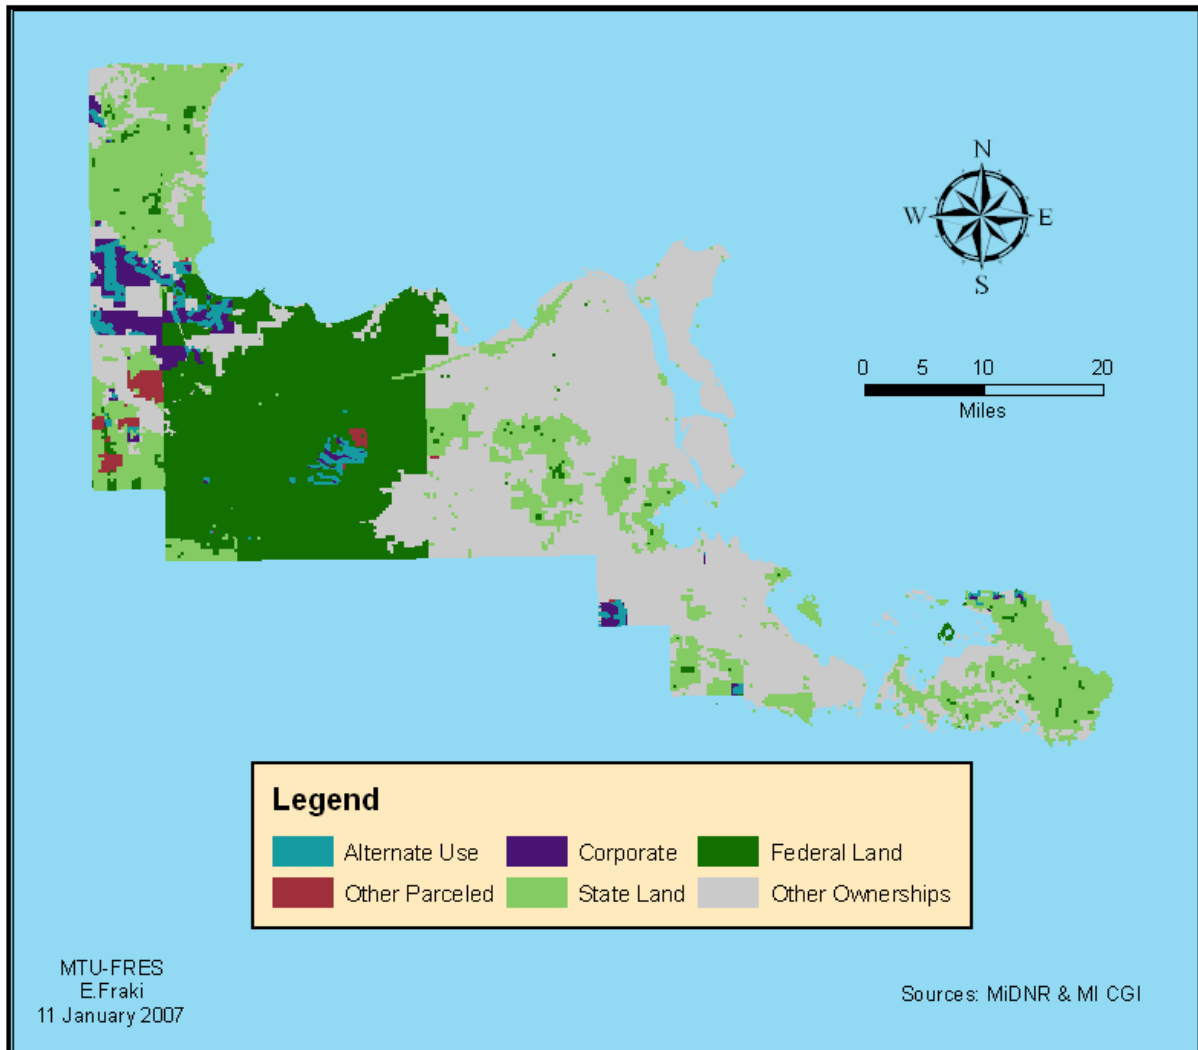 N
W E
S
0 5 10 20
Miles
Legend
Alternate Use Corporate Federal Land
Other Parceled State Land Other Ownerships
MTU-FRES
E.Fraki
11 January 2007
Sources: MiDNR & MI CGI